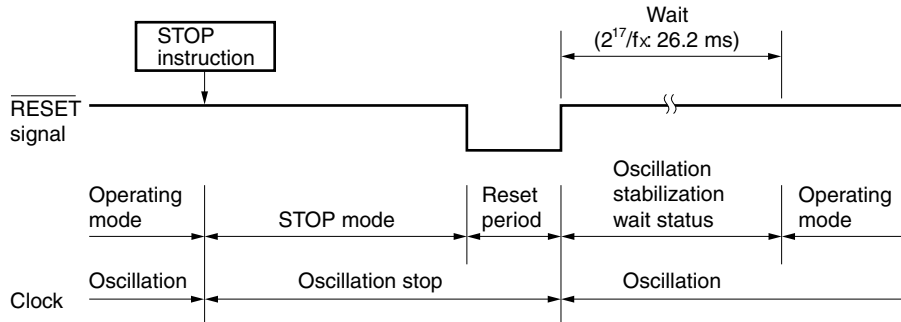 Wait
(2¹⁷/fx: 26.2 ms)
STOP
instruction
RESET
signal
Operating
mode
STOP mode
Reset
period
Oscillation
stabilization
wait status
Operating
mode
Clock
Oscillation
Oscillation stop
Oscillation